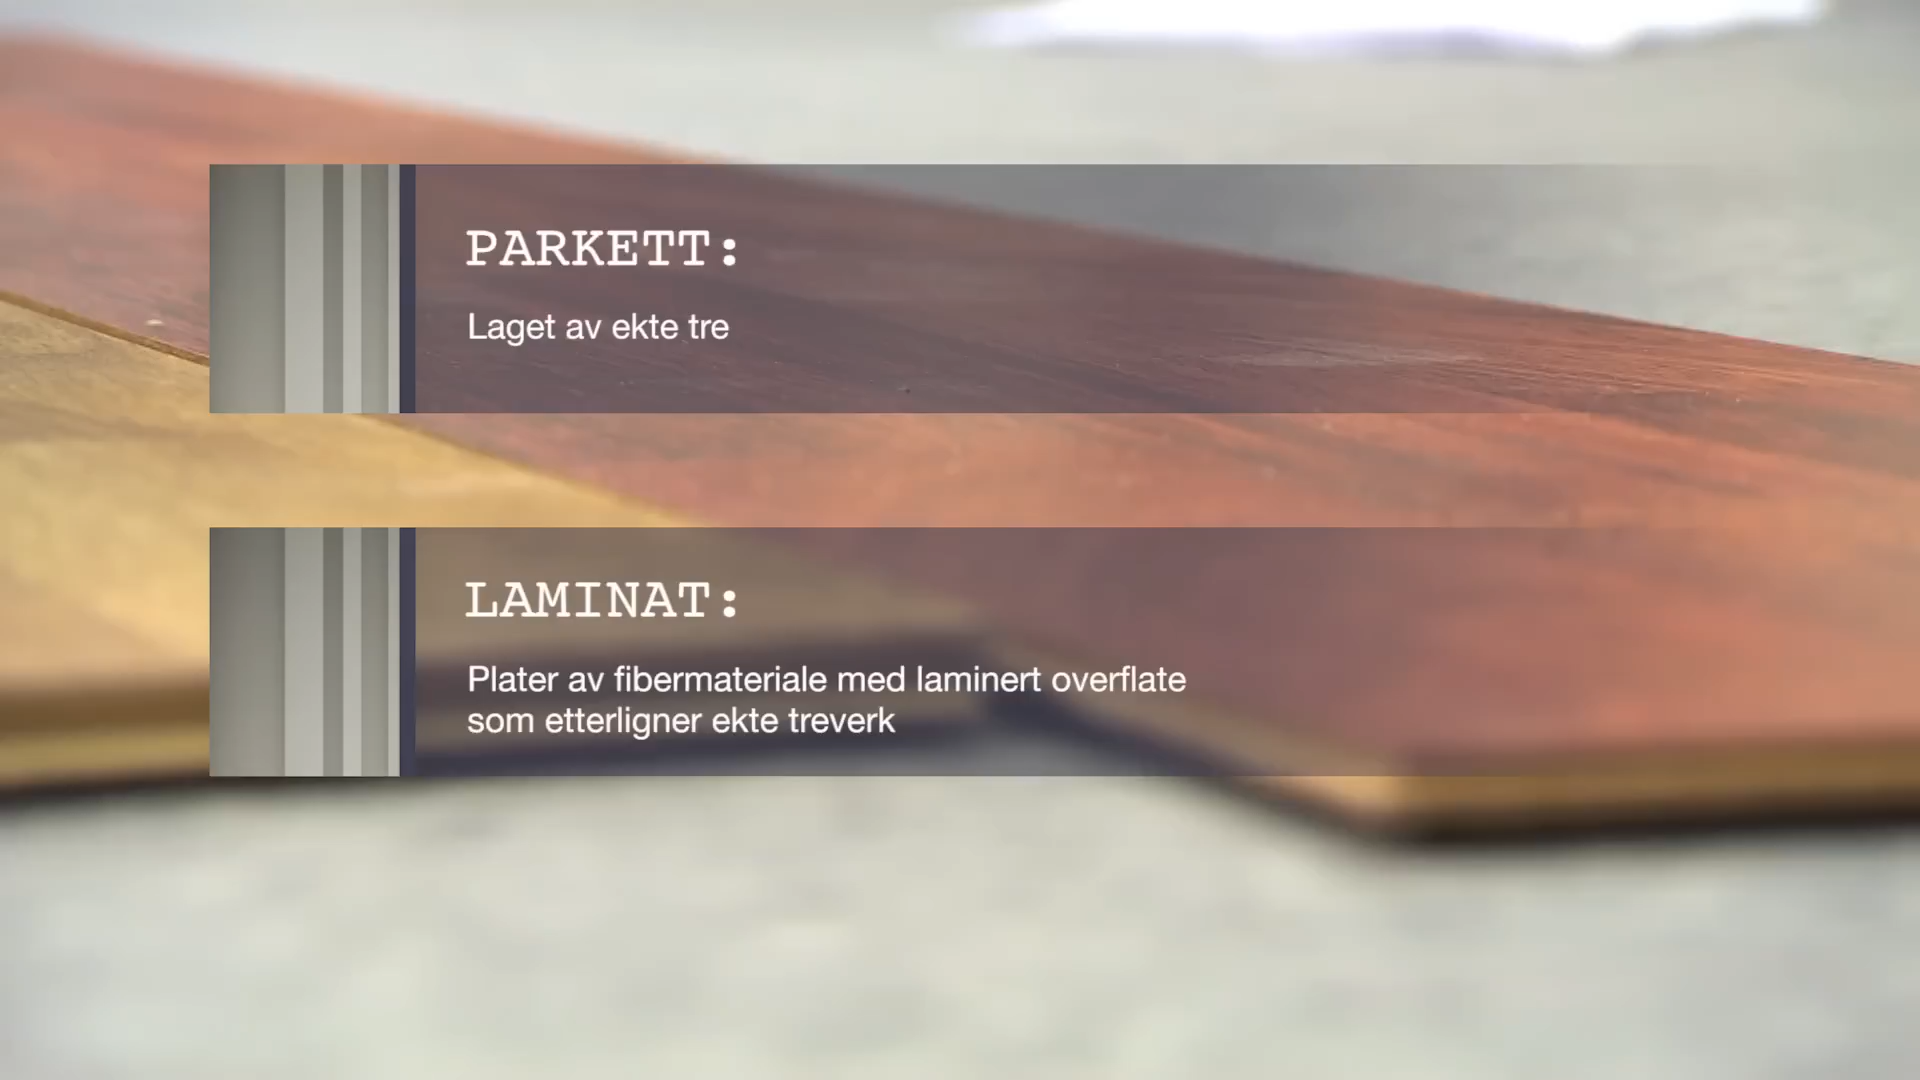 PARKETT:
Laget av ekte tre
LAMINAT:
Plater av fibermateriale med laminert overflate
som etterligner ekte treverk